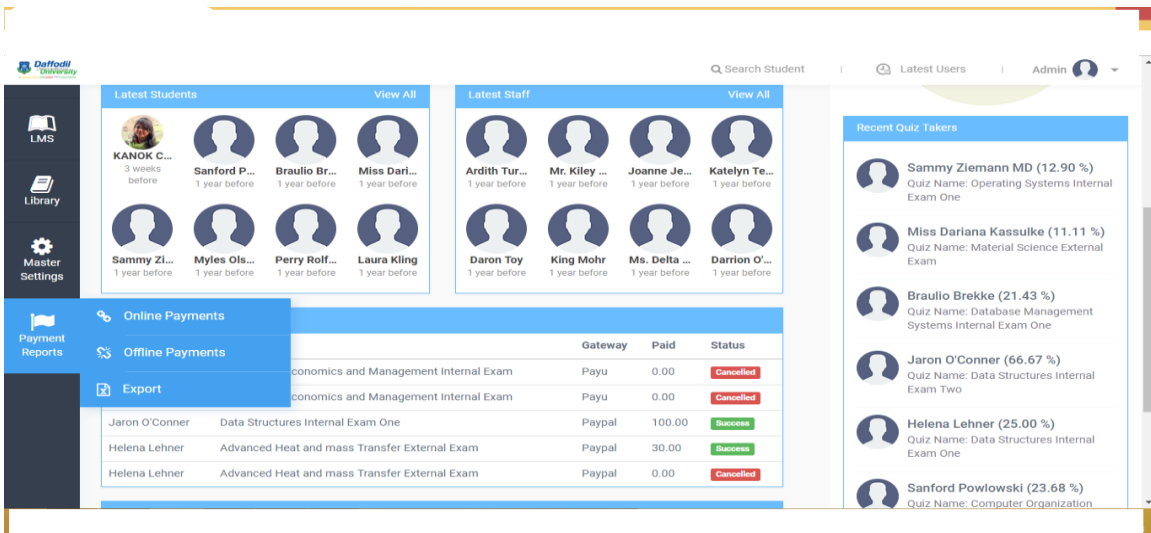 Daffodil
University
Search Student
Latest Users
Admin
LMS
Library
Master
Settings
Payment
Reports
Online Payments
Offline Payments
Export
Latest Students View All
KANOK C...
3 weeks
before
Sanford P...
1 year before
Braulio Br...
1 year before
Miss Dari...
1 year before
Sammy Zi...
1 year before
Myles Ols...
1 year before
Perry Rolf...
1 year before
Laura Kling
1 year before
Latest Staff View All
Ardith Tur...
1 year before
Mr. Kiley ...
1 year before
Joanne Je...
1 year before
Katelyn Te...
1 year before
Daron Toy
1 year before
King Mohr
1 year before
Ms. Delta ...
1 year before
Darrion O'...
1 year before
Gateway Paid Status
conomics and Management Internal Exam Payu 0.00 Cancelled
conomics and Management Internal Exam Payu 0.00 Cancelled
Jaron O'Conner Data Structures Internal Exam One Paypal 100.00 Success
Helena Lehner Advanced Heat and mass Transfer External Exam Paypal 30.00 Success
Helena Lehner Advanced Heat and mass Transfer External Exam Paypal 0.00 Cancelled
Recent Quiz Takers
Sammy Ziemann MD (12.90 %)
Quiz Name: Operating Systems Internal
Exam One
Miss Dariana Kassulke (11.11 %)
Quiz Name: Material Science External
Exam
Braulio Brekke (21.43 %)
Quiz Name: Database Management
Systems Internal Exam One
Jaron O'Conner (66.67 %)
Quiz Name: Data Structures Internal
Exam Two
Helena Lehner (25.00 %)
Quiz Name: Data Structures Internal
Exam One
Sanford Powlowski (23.68 %)
Quiz Name: Computer Organization